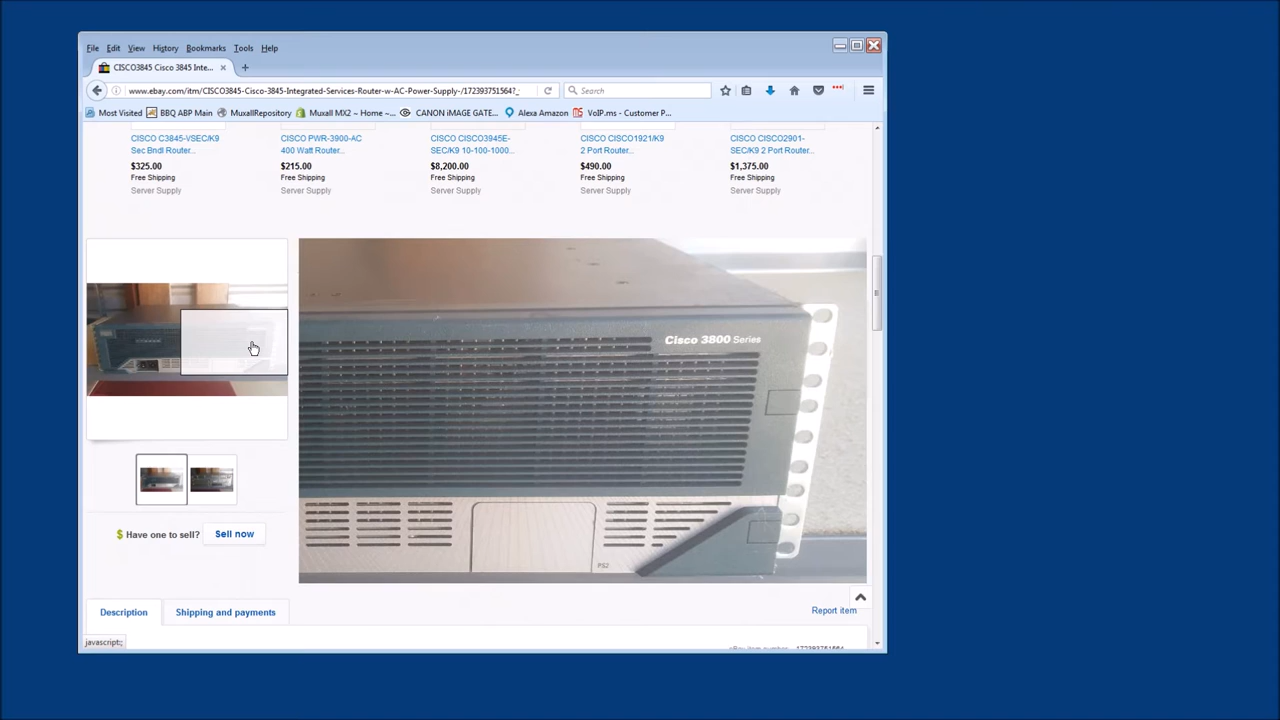 File Edit View History Bookmarks Tools Help
CISCO3845 Cisco 3845 Inte...
www.ebay.com/itm/CISCO3845-Cisco-3845-Integrated-Services-Router-w-AC-Power-Supply-/172393751564?_: Search
Most Visited BBQ ABP Main MuxallRepository Muxall MX2 ~ Home ~... CANON iMAGE GATE... Alexa Amazon VoIP.ms - Customer P...
CISCO C3845-VSEC/K9 CISCO PWR-3900-AC CISCO CISCO3945E- CISCO CISCO1921/K9 CISCO CISCO2901-
Sec Bndl Router... 400 Watt Router... SEC/K9 10-100-1000... 2 Port Router... SEC/K9 2 Port Router...
$325.00 $215.00 $8,200.00 $490.00 $1,375.00
Free Shipping Free Shipping Free Shipping Free Shipping Free Shipping
Server Supply Server Supply Server Supply Server Supply Server Supply
Cisco 3800 Series
PS2
$ Have one to sell? Sell now
Description Shipping and payments Report item
javascript:; eBay item number: 172393751564